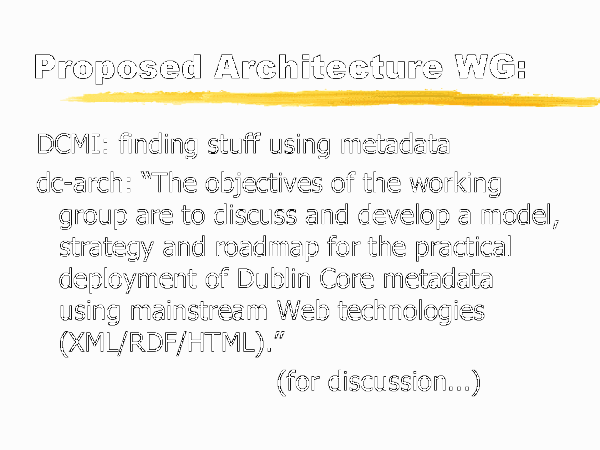 Proposed Architecture WG:
DCMI: finding stuff using metadata
dc-arch: “The objectives of the working
group are to discuss and develop a model,
strategy and roadmap for the practical
deployment of Dublin Core metadata
using mainstream Web technologies
(XML/RDF/HTML).”
(for discussion...)